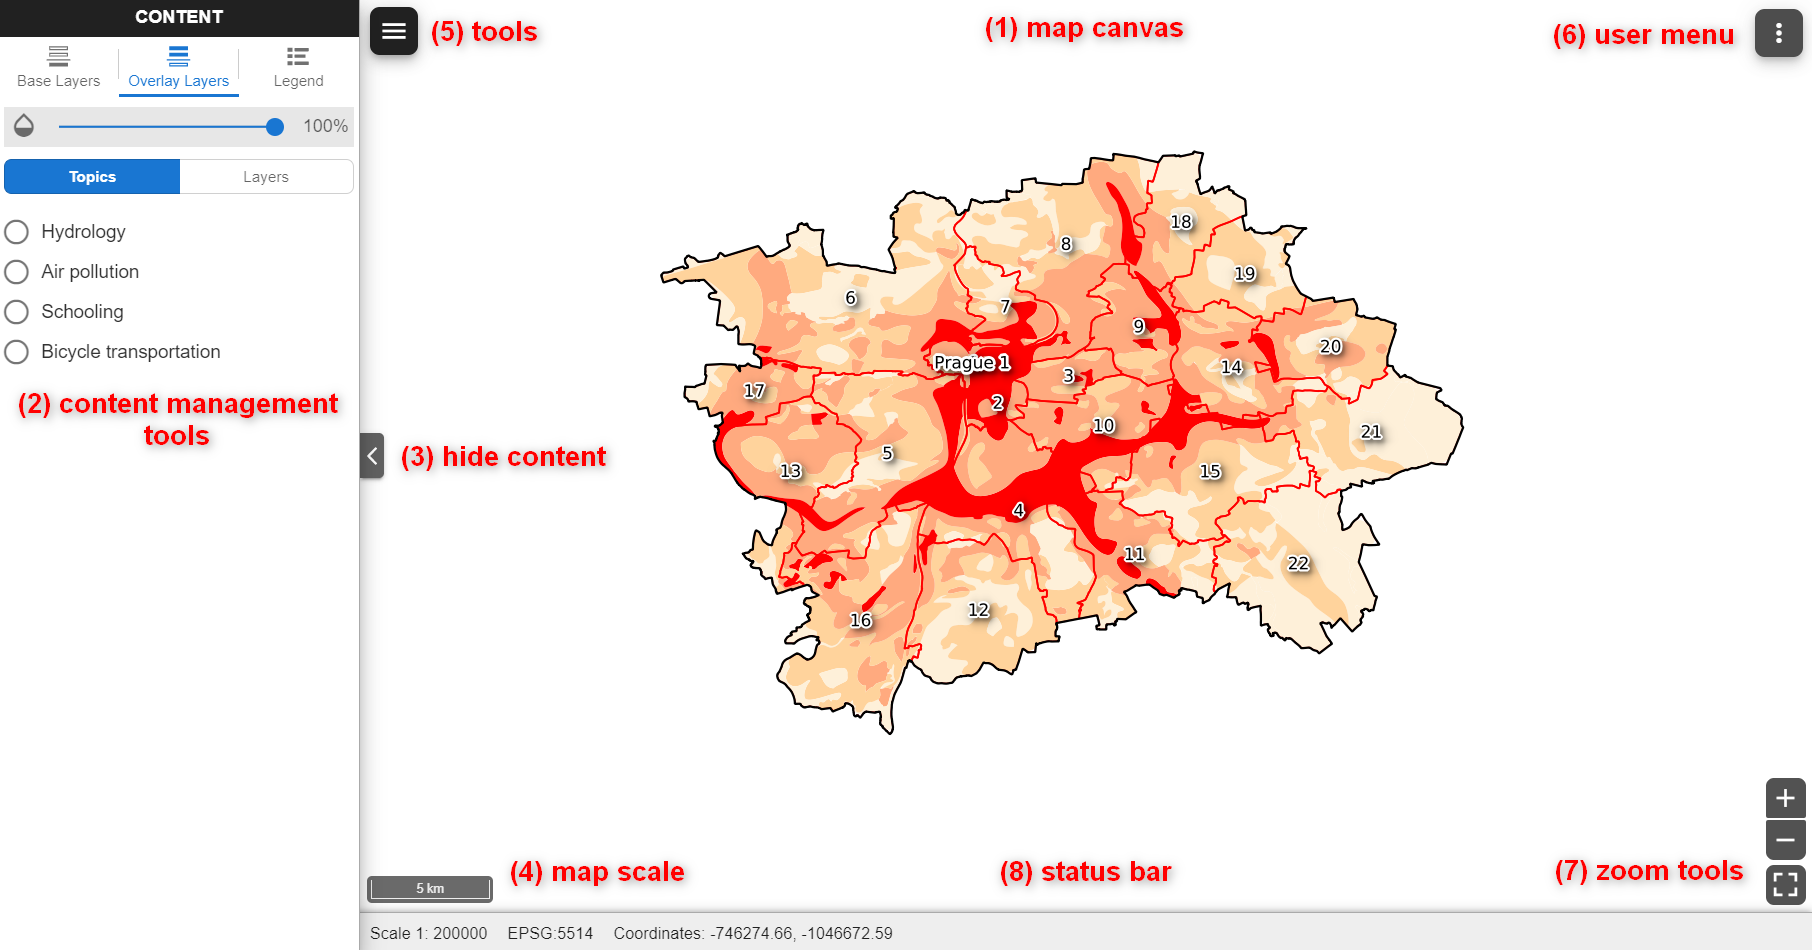 CONTENT
Base Layers
Overlay Layers
Legend
100%
Topics
Layers
Hydrology
Air pollution
Schooling
Bicycle transportation
(2) content management
tools
(5) tools
(1) map canvas
(6) user menu
(3) hide content
18
8
19
6
7
9
20
Prague 1
14
3
17
2
10
21
5
13
15
4
11
22
12
16
(4) map scale
(8) status bar
(7) zoom tools
5 km
Scale 1: 200000 EPSG:5514 Coordinates: -746274.66, -1046672.59